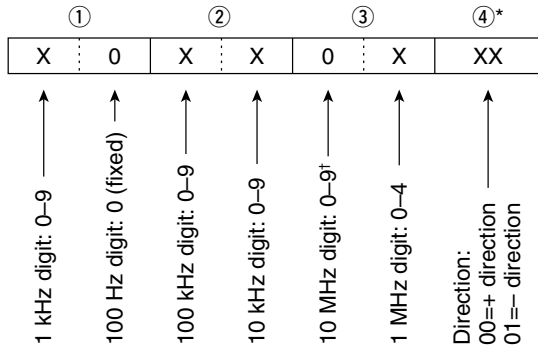 ① ② ③ ④*
X 0 X X 0 X XX
1 kHz digit: 0–9
100 Hz digit: 0 (fixed)
100 kHz digit: 0–9
10 kHz digit: 0–9
10 MHz digit: 0–9†
1 MHz digit: 0–4
Direction:
00=+ direction
01=– direction